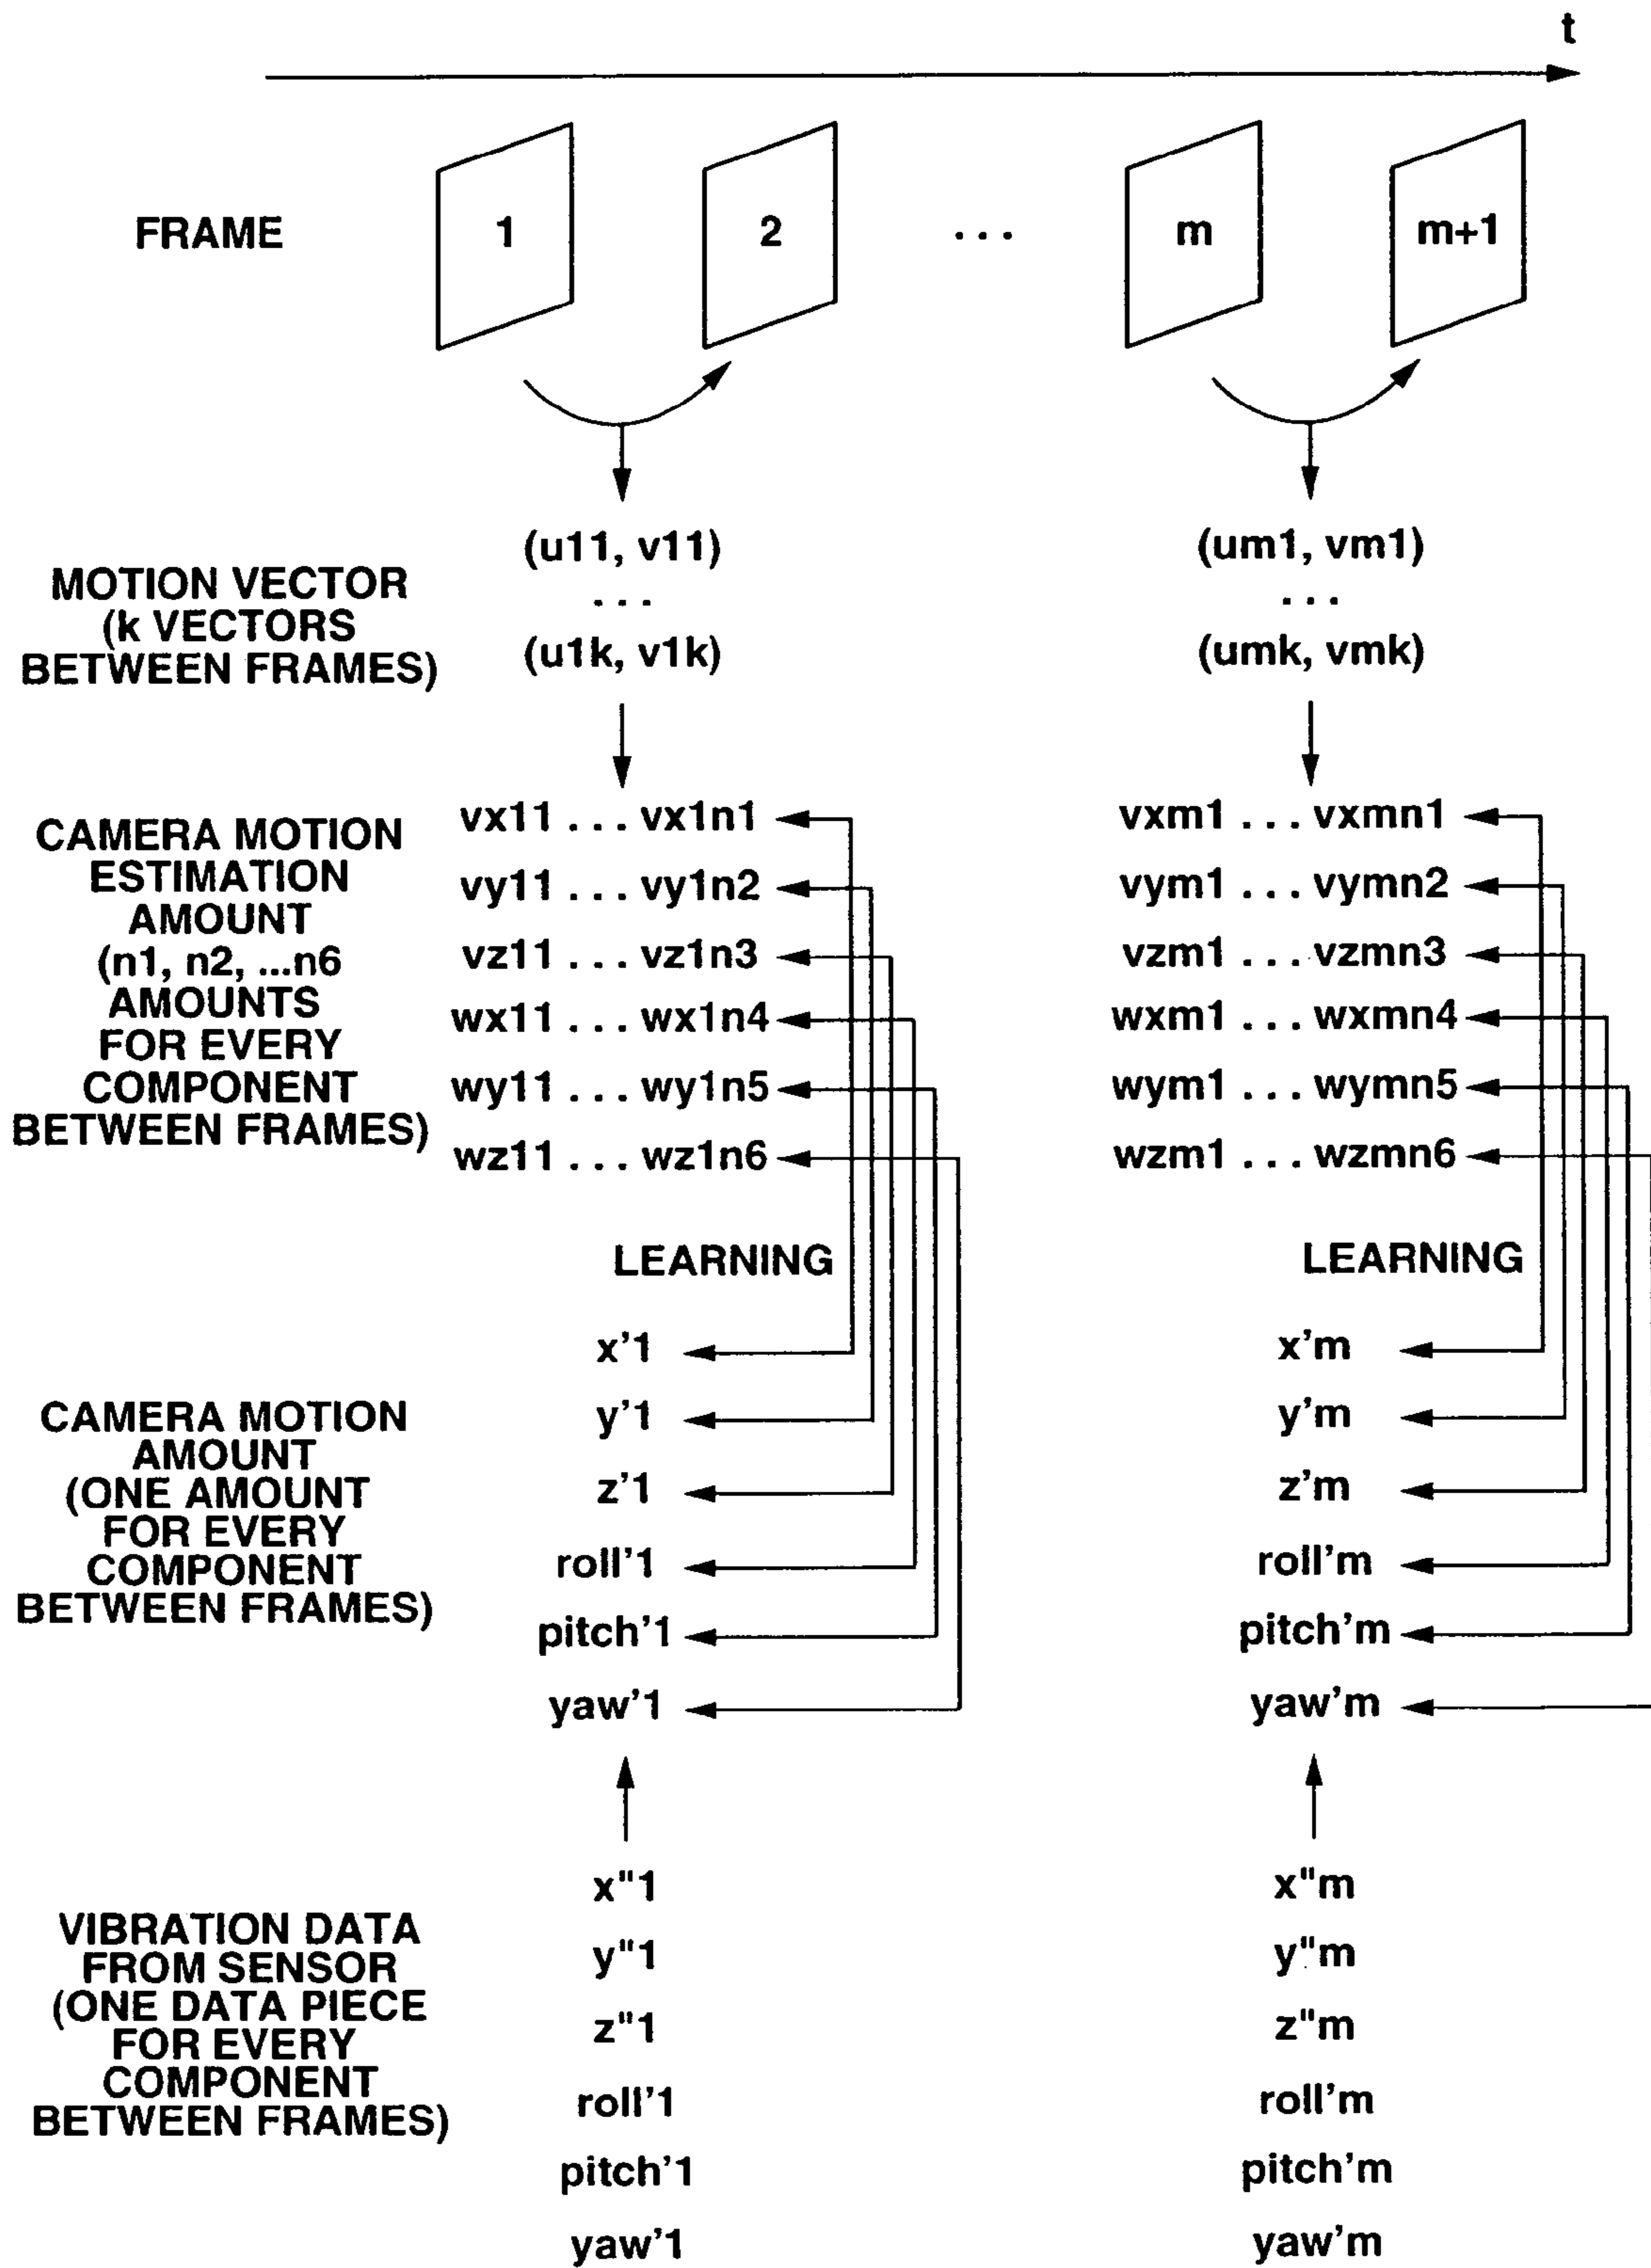 t
FRAME
1
2
...
m
m+1
MOTION VECTOR
(k VECTORS
BETWEEN FRAMES)
(u11, v11)
...
(u1k, v1k)
(um1, vm1)
...
(umk, vmk)
CAMERA MOTION
ESTIMATION
AMOUNT
(n1, n2, ...n6
AMOUNTS
FOR EVERY
COMPONENT
BETWEEN FRAMES)
vx11 ... vx1n1
vy11 ... vy1n2
vz11 ... vz1n3
wx11 ... wx1n4
wy11 ... wy1n5
wz11 ... wz1n6
vxm1 ... vxmn1
vym1 ... vymn2
vzm1 ... vzmn3
wxm1 ... wxmn4
wym1 ... wymn5
wzm1 ... wzmn6
LEARNING
LEARNING
CAMERA MOTION
AMOUNT
(ONE AMOUNT
FOR EVERY
COMPONENT
BETWEEN FRAMES)
x'1
y'1
z'1
roll'1
pitch'1
yaw'1
x'm
y'm
z'm
roll'm
pitch'm
yaw'm
VIBRATION DATA
FROM SENSOR
(ONE DATA PIECE
FOR EVERY
COMPONENT
BETWEEN FRAMES)
x"1
y"1
z"1
roll'1
pitch'1
yaw'1
x"m
y"m
z"m
roll'm
pitch'm
yaw'm